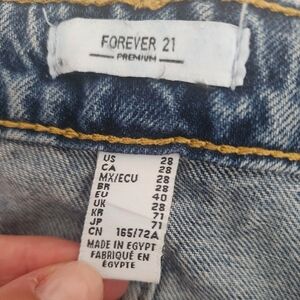 FOREVER 21
PREMIUM
US 28
CA 28
MX/ECU 28
BR 28
EU 40
UK 28
KR 71
JP 71
CN 165/72A
MADE IN EGYPT
FABRIQUÉ EN
ÉGYPTE